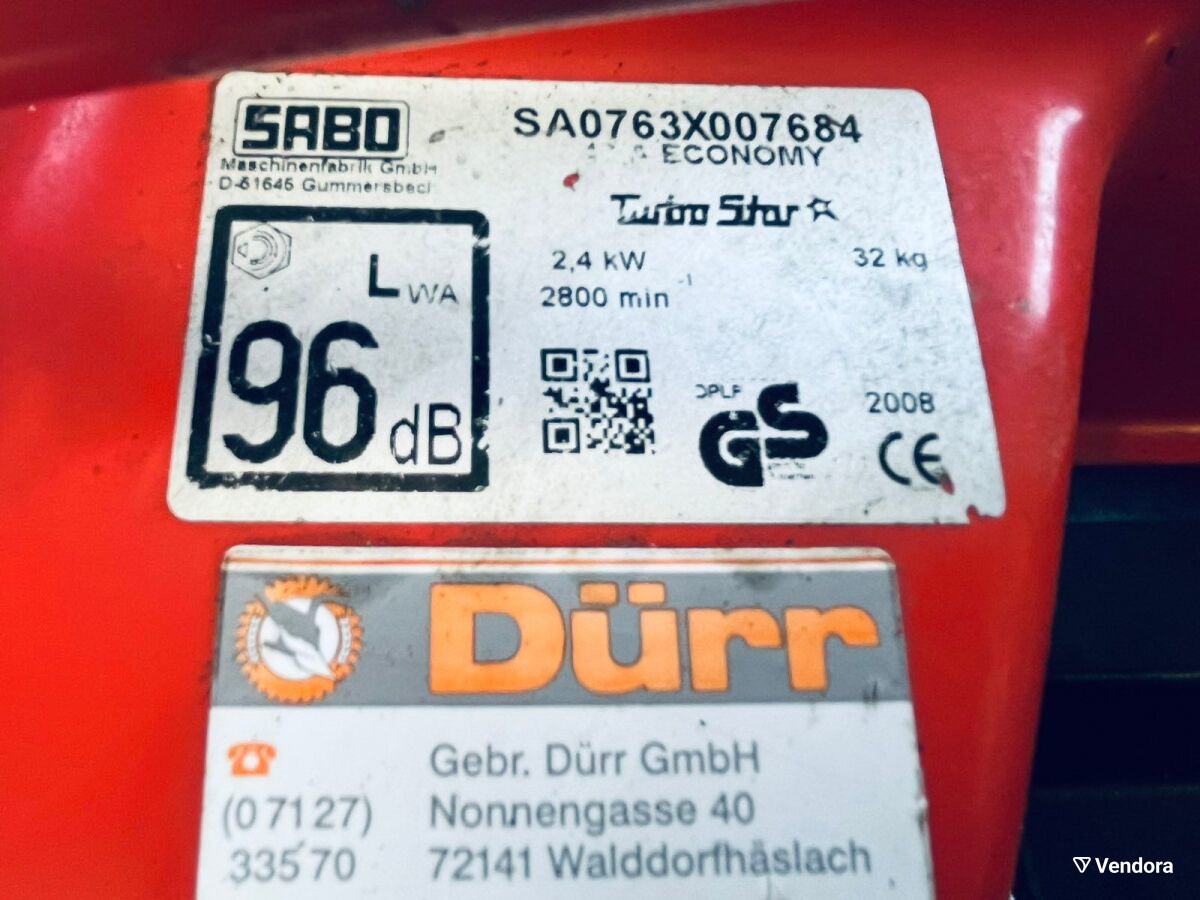 SABO
Maschinenfabrik GmbH
D-51645 Gummersbach
SA0763X007684
ECONOMY
Turbo Star
2,4 kW
32 kg
2800 min -1
LWA
96 dB
DPLF
GS
2008
CE
Dürr
Gebr. Dürr GmbH
(07127) Nonnengasse 40
33570 72141 Walddorfhäslach
Vendora